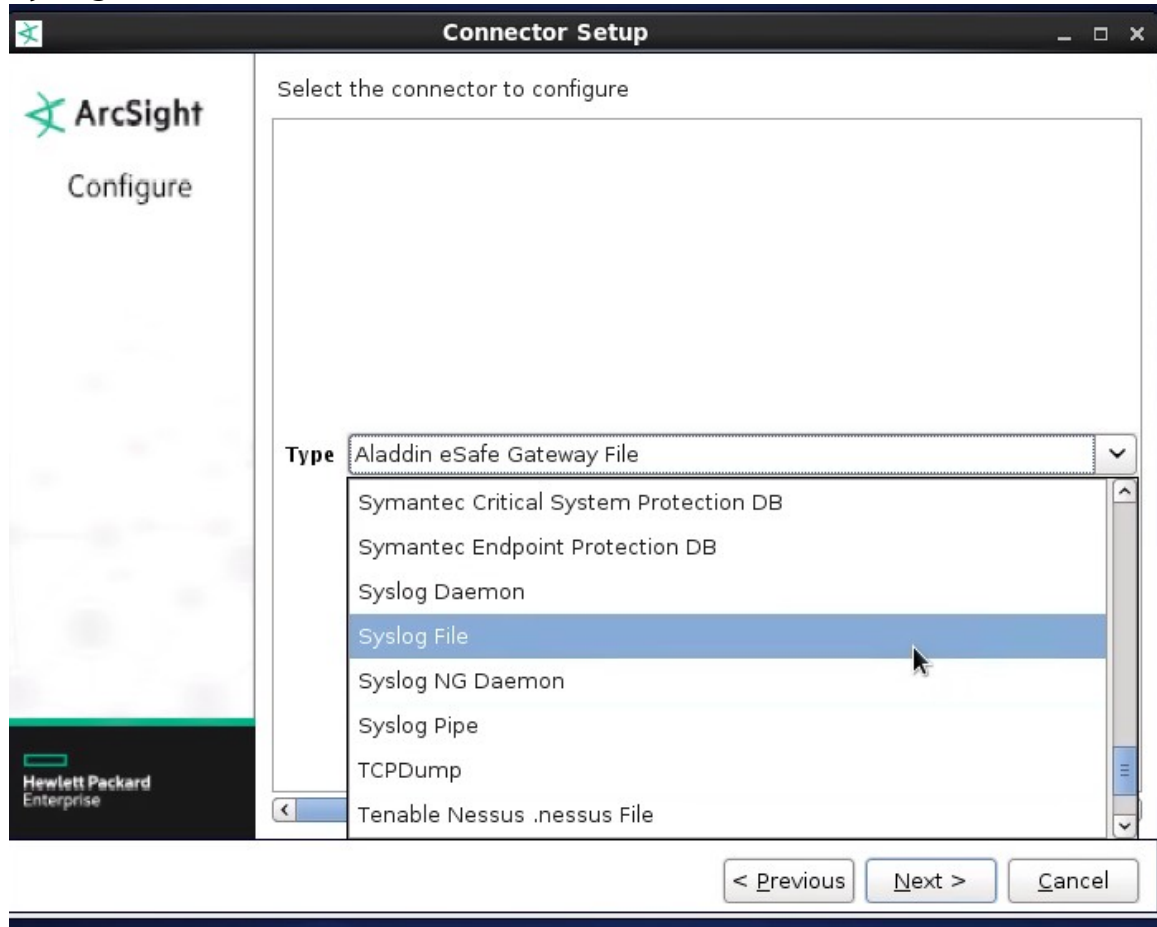 Connector Setup
ArcSight
Configure
Select the connector to configure
Type
Aladdin eSafe Gateway File
Symantec Critical System Protection DB
Symantec Endpoint Protection DB
Syslog Daemon
Syslog File
Syslog NG Daemon
Syslog Pipe
TCPDump
Tenable Nessus .nessus File
Hewlett Packard
Enterprise
< Previous
Next >
Cancel